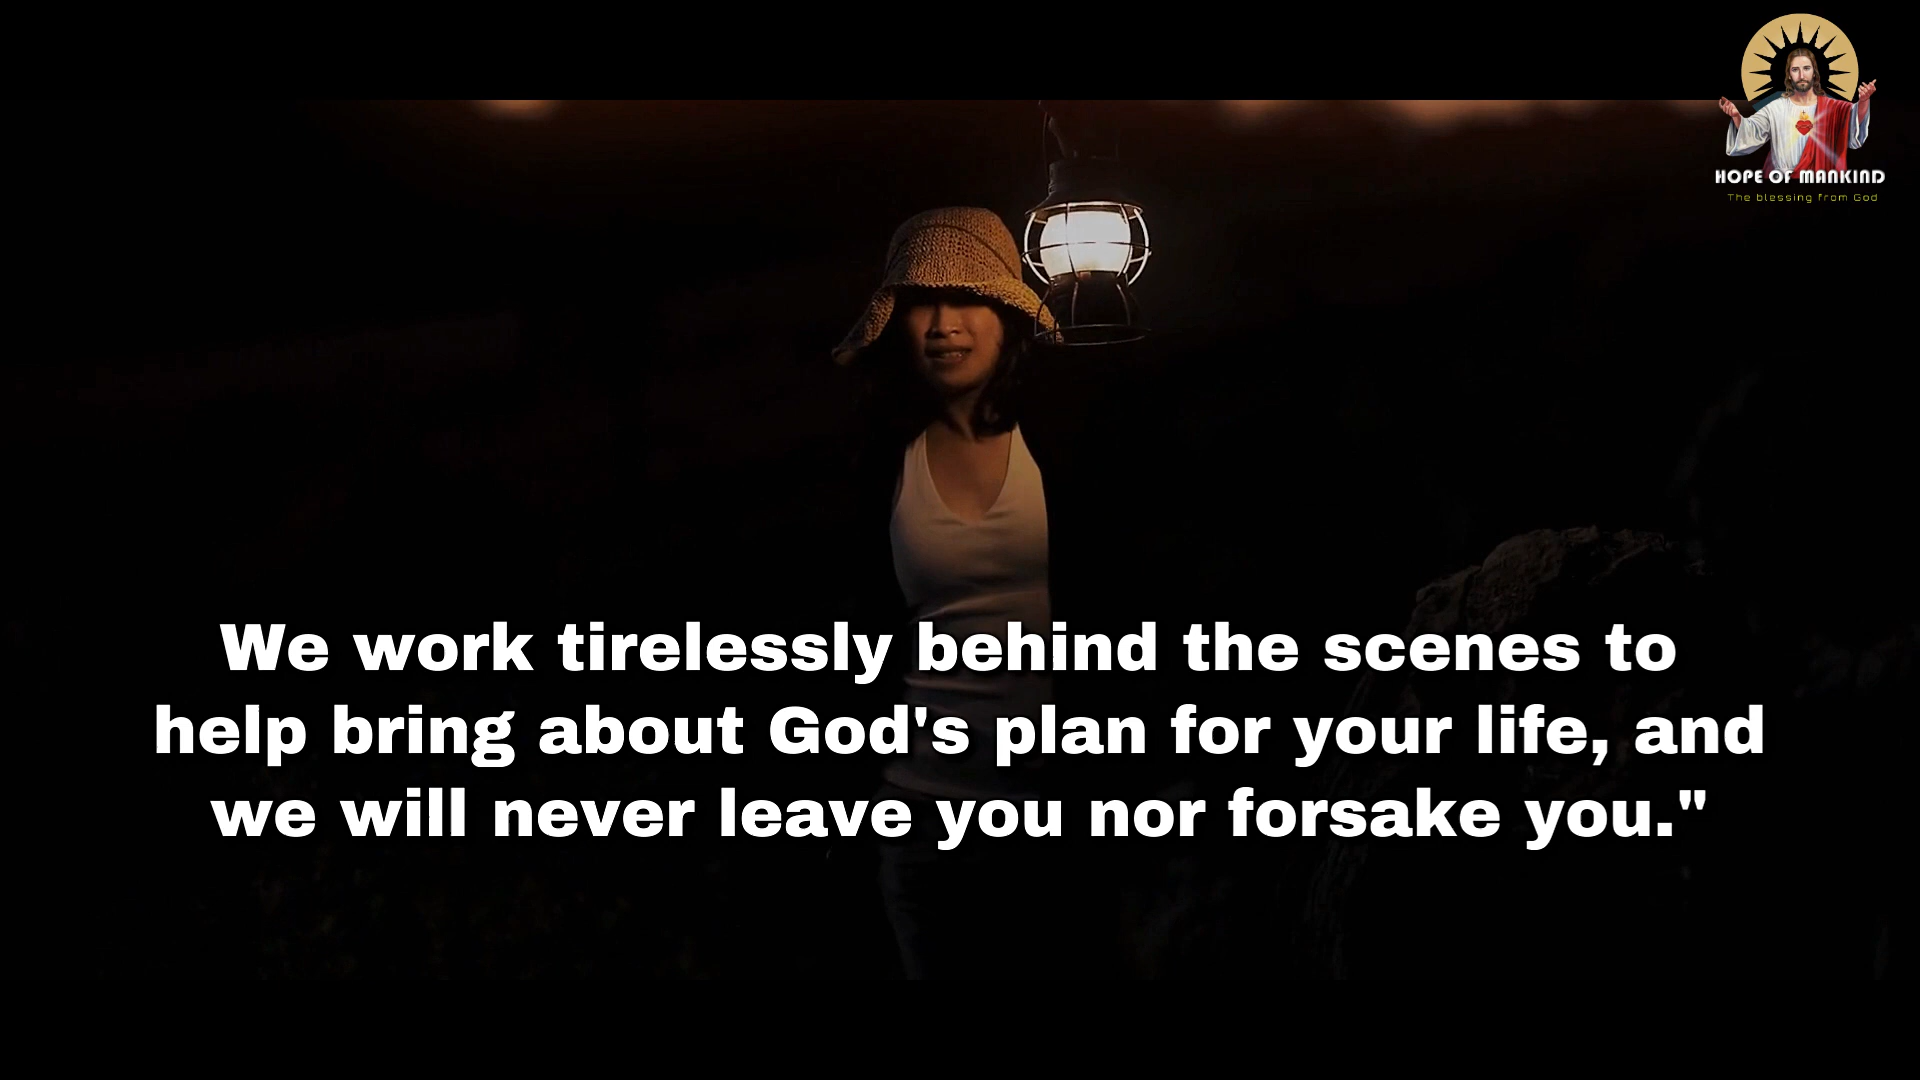 HOPE OF MANKIND
The blessing from God
We work tirelessly behind the scenes to
help bring about God's plan for your life, and
we will never leave you nor forsake you."